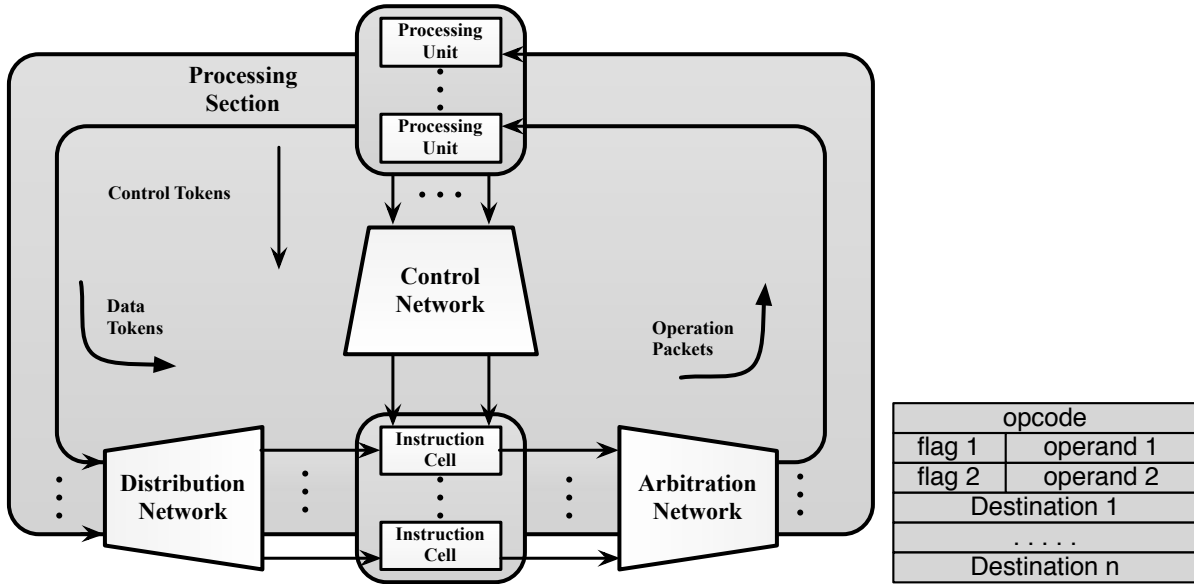 Processing
Unit
Processing
Section
Processing
Unit
Control Tokens
Control
Network
Data
Tokens
Operation
Packets
Instruction
Cell
Distribution
Network
Arbitration
Network
Instruction
Cell
opcode
flag 1 operand 1
flag 2 operand 2
Destination 1
. . . . .
Destination n